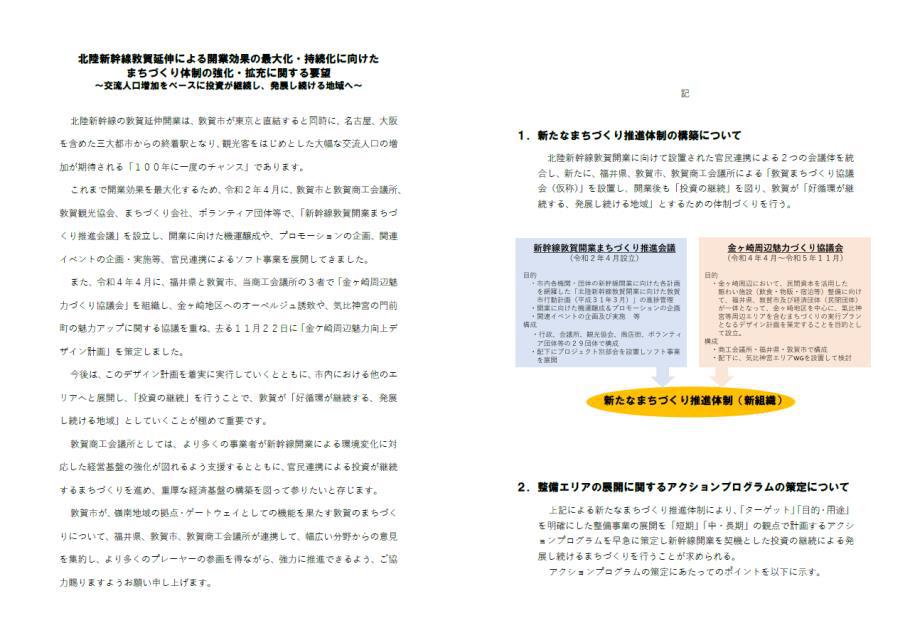 北陸新幹線敦賀延伸による開業効果の最大化・持続化に向けた
まちづくり体制の強化・拡充に関する要望
～交流人口増加をベースに投資が継続し、発展し続ける地域へ～
北陸新幹線の敦賀延伸開業は、敦賀市が東京と直結すると同時に、名古屋、大阪
を含めた三大都市からの終着駅となり、観光客をはじめとした大幅な交流人口の増
加が期待される「１００年に一度のチャンス」であります。
これまで開業効果を最大化するため、令和２年４月に、敦賀市と敦賀商工会議所、
敦賀観光協会、まちづくり会社、ボランティア団体等で、「新幹線敦賀開業まちづ
くり推進会議」を設立し、開業に向けた機運醸成や、プロモーションの企画、関連
イベントの企画・実施等、官民連携によるソフト事業を展開してきました。
また、令和４年４月に、福井県と敦賀市、当商工会議所の３者で「金ヶ崎周辺魅
力づくり協議会」を組織し、金ヶ崎地区へのオーベルジュ誘致や、気比神宮の門前
町の魅力アップに関する協議を重ね、去る１１月２２日に「金ヶ崎周辺魅力向上デ
ザイン計画」を策定しました。
今後は、このデザイン計画を着実に実行していくとともに、市内における他のエ
リアへと展開し、「投資の継続」を行うことで、敦賀が「好循環が継続する、発展
し続ける地域」としていくことが極めて重要です。
敦賀商工会議所としては、より多くの事業者が新幹線開業による環境変化に対
応した経営基盤の強化が図れるよう支援するとともに、官民連携による投資が継続
するまちづくりを進め、重厚な経済基盤の構築を図って参りたいと存じます。
敦賀市が、嶺南地域の拠点・ゲートウェイとしての機能を果たす敦賀のまちづく
りについて、福井県、敦賀市、敦賀商工会議所が連携して、幅広い分野からの意見
を集約し、より多くのプレーヤーの参画を得ながら、強力に推進できるよう、ご協
力賜りますようお願い申し上げます。
記
１．新たなまちづくり推進体制の構築について
北陸新幹線敦賀開業に向けて設置された官民連携による２つの会議体を統
合し、新たに、福井県、敦賀市、敦賀商工会議所による「敦賀まちづくり協議
会（仮称）」を設置し、開業後も「投資の継続」を図り、敦賀が「好循環が継
続する、発展し続ける地域」とするための体制づくりを行う。
新幹線敦賀開業まちづくり推進会議
（令和２年４月設立）
目的
・市内各機関・団体の新幹線開業に向けた各計画
を網羅した「北陸新幹線敦賀開業に向けた敦賀
市行動計画（平成３１年３月）」の進捗管理
・開業に向けた機運醸成＆プロモーションの企画
・関連イベントの企画及び実施　等
構成
・行政、会議所、観光協会、商店街、ボランティ
ア団体等の２９団体で構成
・配下にプロジェクト別部会を設置しソフト事業
を展開
金ヶ崎周辺魅力づくり協議会
（令和４年４月～令和５年１１月）
目的
・金ヶ崎周辺において、民間資本を活用した
賑わい施設（飲食・物販・宿泊等）整備に向け
て、福井県、敦賀市及び経済団体（民間団体）
が一体となって、金ヶ崎地区を中心に、気比神
宮等周辺エリアを含むまちづくりの実行プラン
となるデザイン計画を策定することを目的とし
て設立。
構成
・商工会議所・福井県・敦賀市で構成
・配下に、気比神宮エリアWGを設置して検討
新たなまちづくり推進体制（新組織）
２．整備エリアの展開に関するアクションプログラムの策定について
上記による新たなまちづくり推進体制により、「ターゲット」「目的・用途」
を明確にした整備事業の展開を「短期」「中・長期」の観点で計画するアクシ
ョンプログラムを早急に策定し新幹線開業を契機とした投資の継続による発
展し続けるまちづくりを行うことが求められる。
アクションプログラムの策定にあたってのポイントを以下に示す。